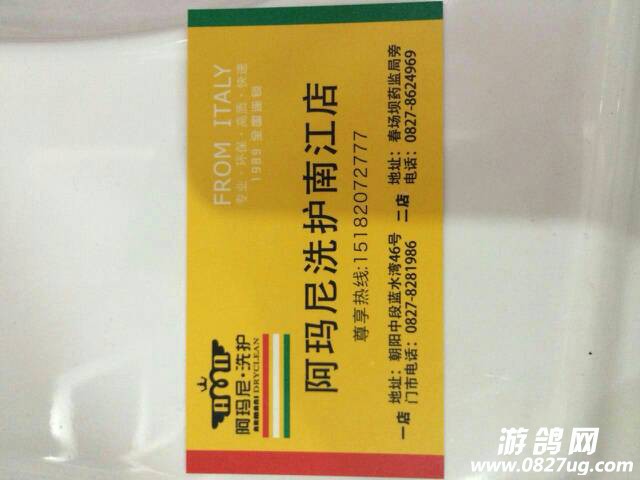 阿玛尼·洗护
ARMANI DRYCLEAN
FROM ITALY
专业·环保·高质·快速
1989 全国连锁
阿玛尼洗护南江店
尊享热线:15182072777
一店 地址：朝阳中段蓝水湾46号 二店 地址：春场坝药监局旁
门市电话：0827-8281986 电话：0827-8624969
游鸽网
www.0827ug.com